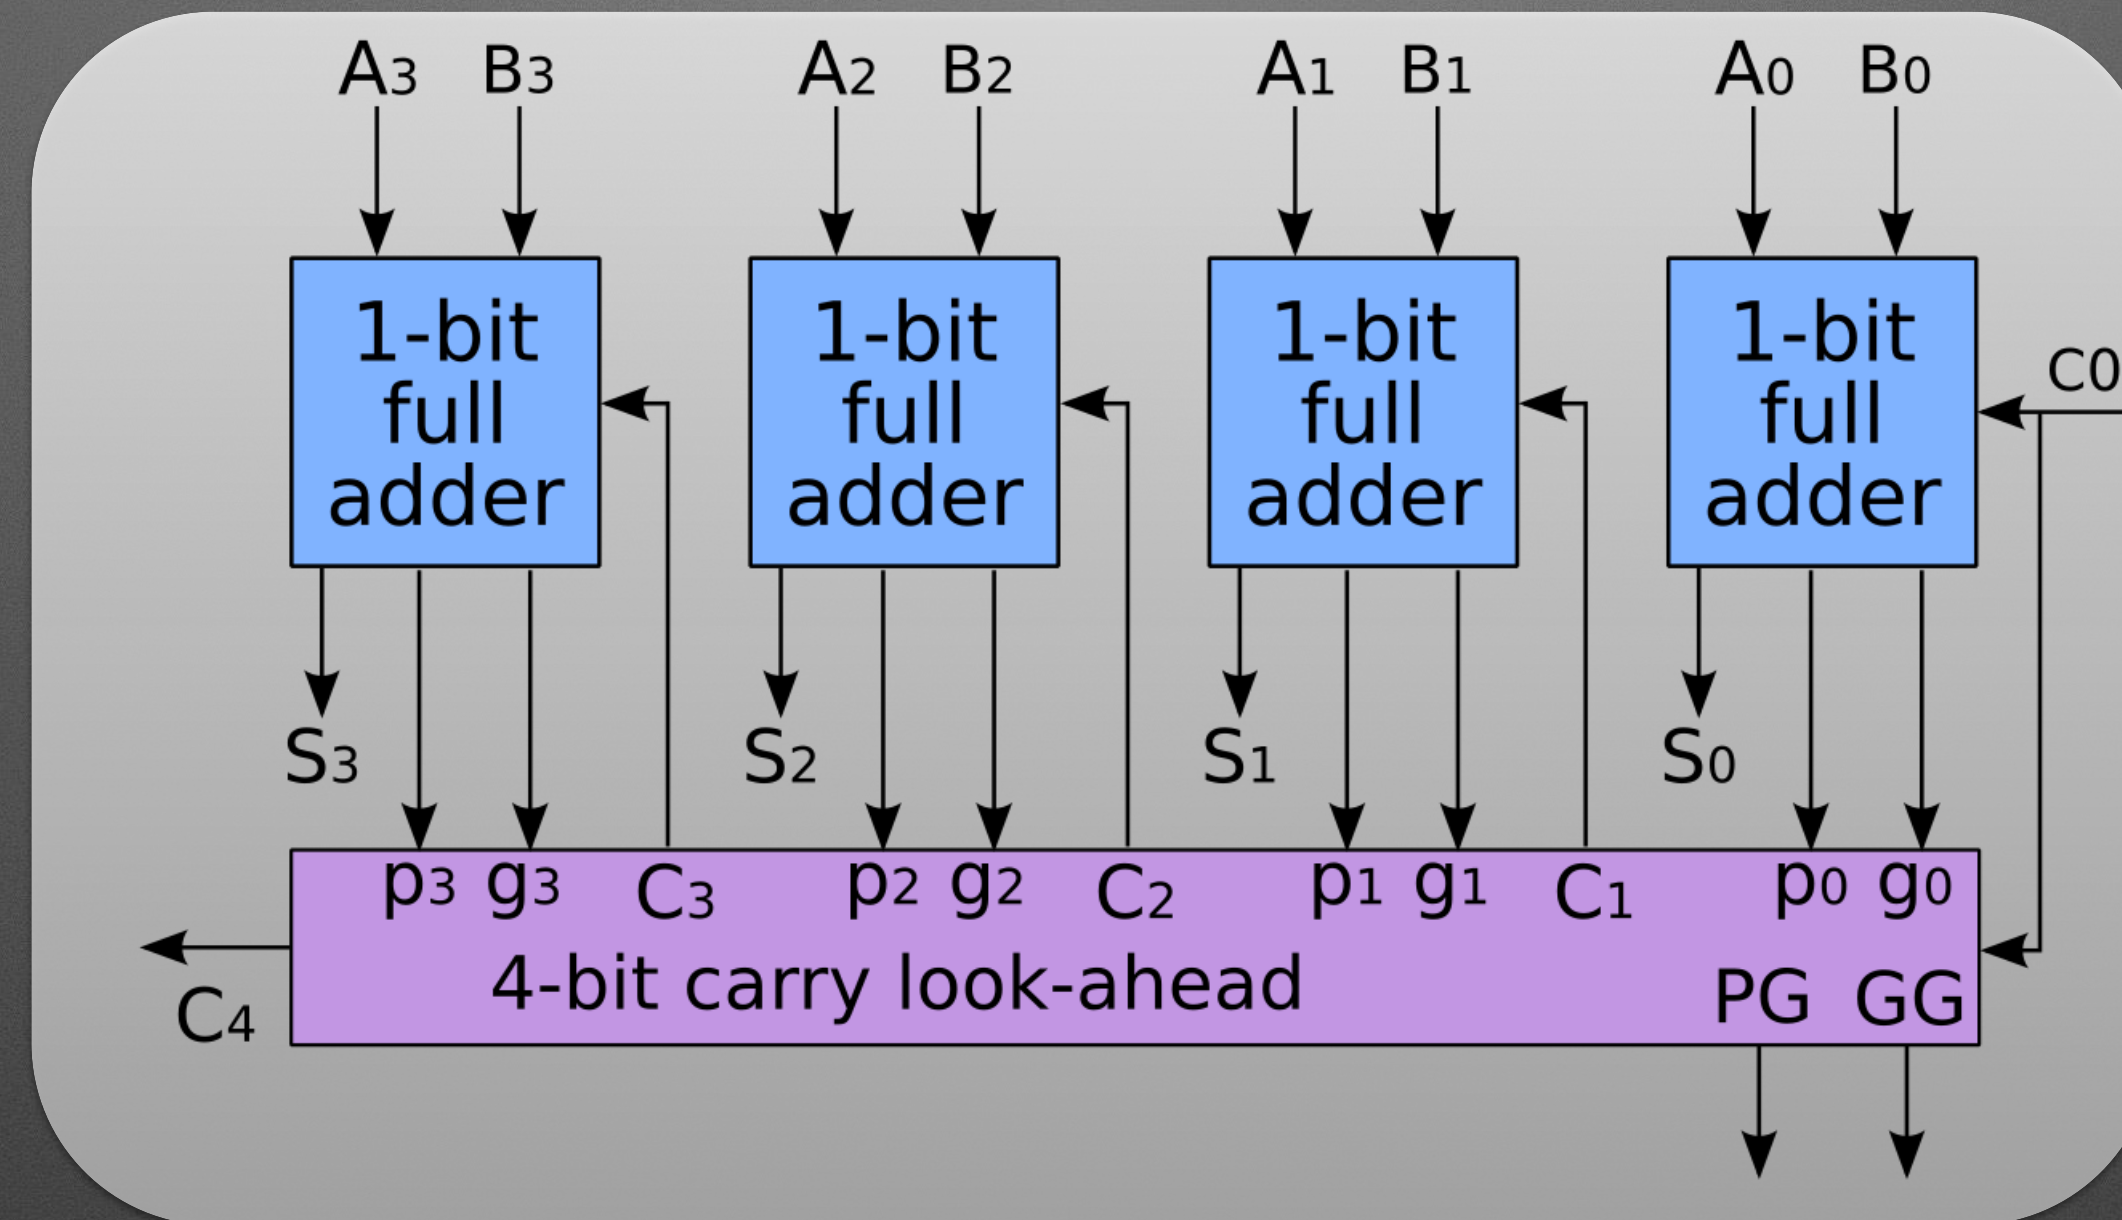 A3 B3 A2 B2 A1 B1 A0 B0
1-bit full adder 1-bit full adder 1-bit full adder 1-bit full adder
C0
S3 S2 S1 S0
p3 g3 C3 p2 g2 C2 p1 g1 C1 p0 g0
4-bit carry look-ahead PG GG
C4